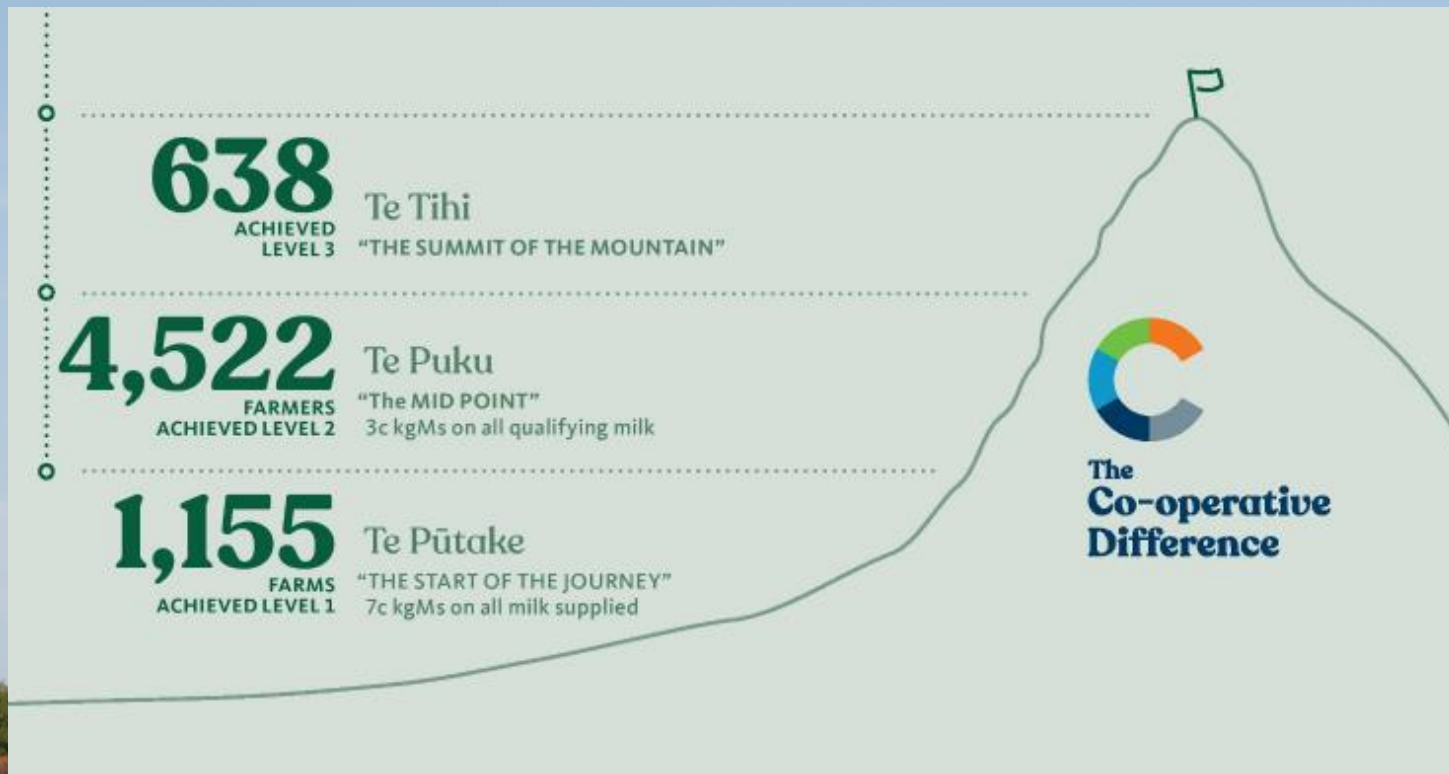 638
ACHIEVED
LEVEL 3
Te Tihi
“THE SUMMIT OF THE MOUNTAIN”
4,522
FARMERS
ACHIEVED LEVEL 2
Te Puku
“The MID POINT”
3c kgMs on all qualifying milk
1,155
FARMS
ACHIEVED LEVEL 1
Te Pūtake
“THE START OF THE JOURNEY”
7c kgMs on all milk supplied
The
Co-operative
Difference